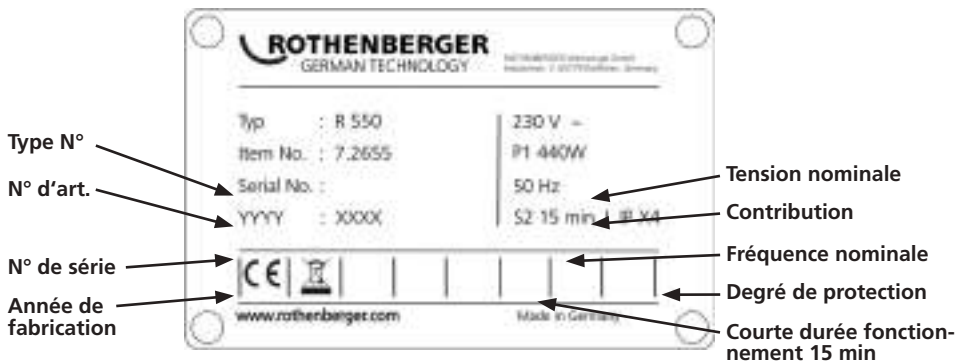 ROTHENBERGER
GERMAN TECHNOLOGY
Typ : R 550
Item No. : 7.2655
Serial No. :
YYYY : XXXX
230 V ~
P1 440W
50 Hz
S2 15 min IP X4
CE
www.rothenberger.com
Made in Germany
Type N°
N° d’art.
N° de série
Année de
fabrication
Tension nominale
Contribution
Fréquence nominale
Degré de protection
Courte durée fonction-
nement 15 min